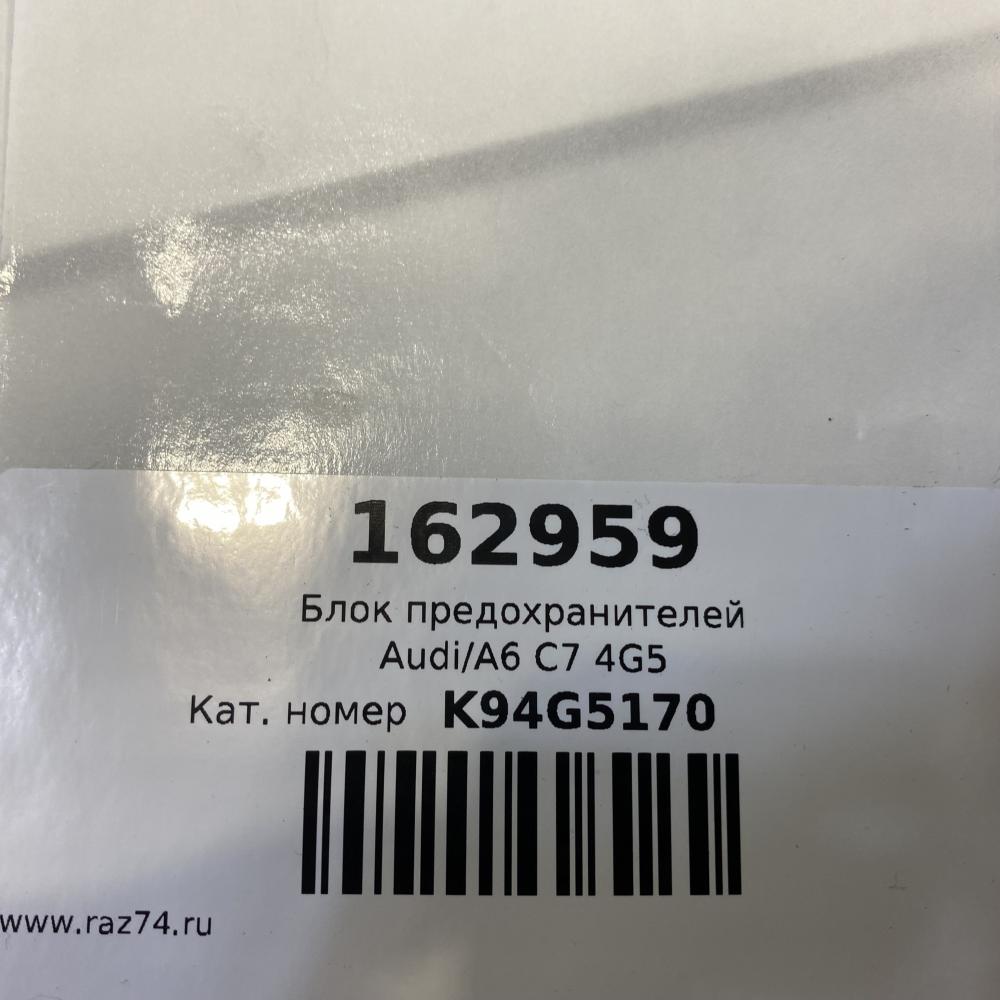 162959
Блок предохранителей
Audi/A6 C7 4G5
Кат. номер K94G5170
www.raz74.ru